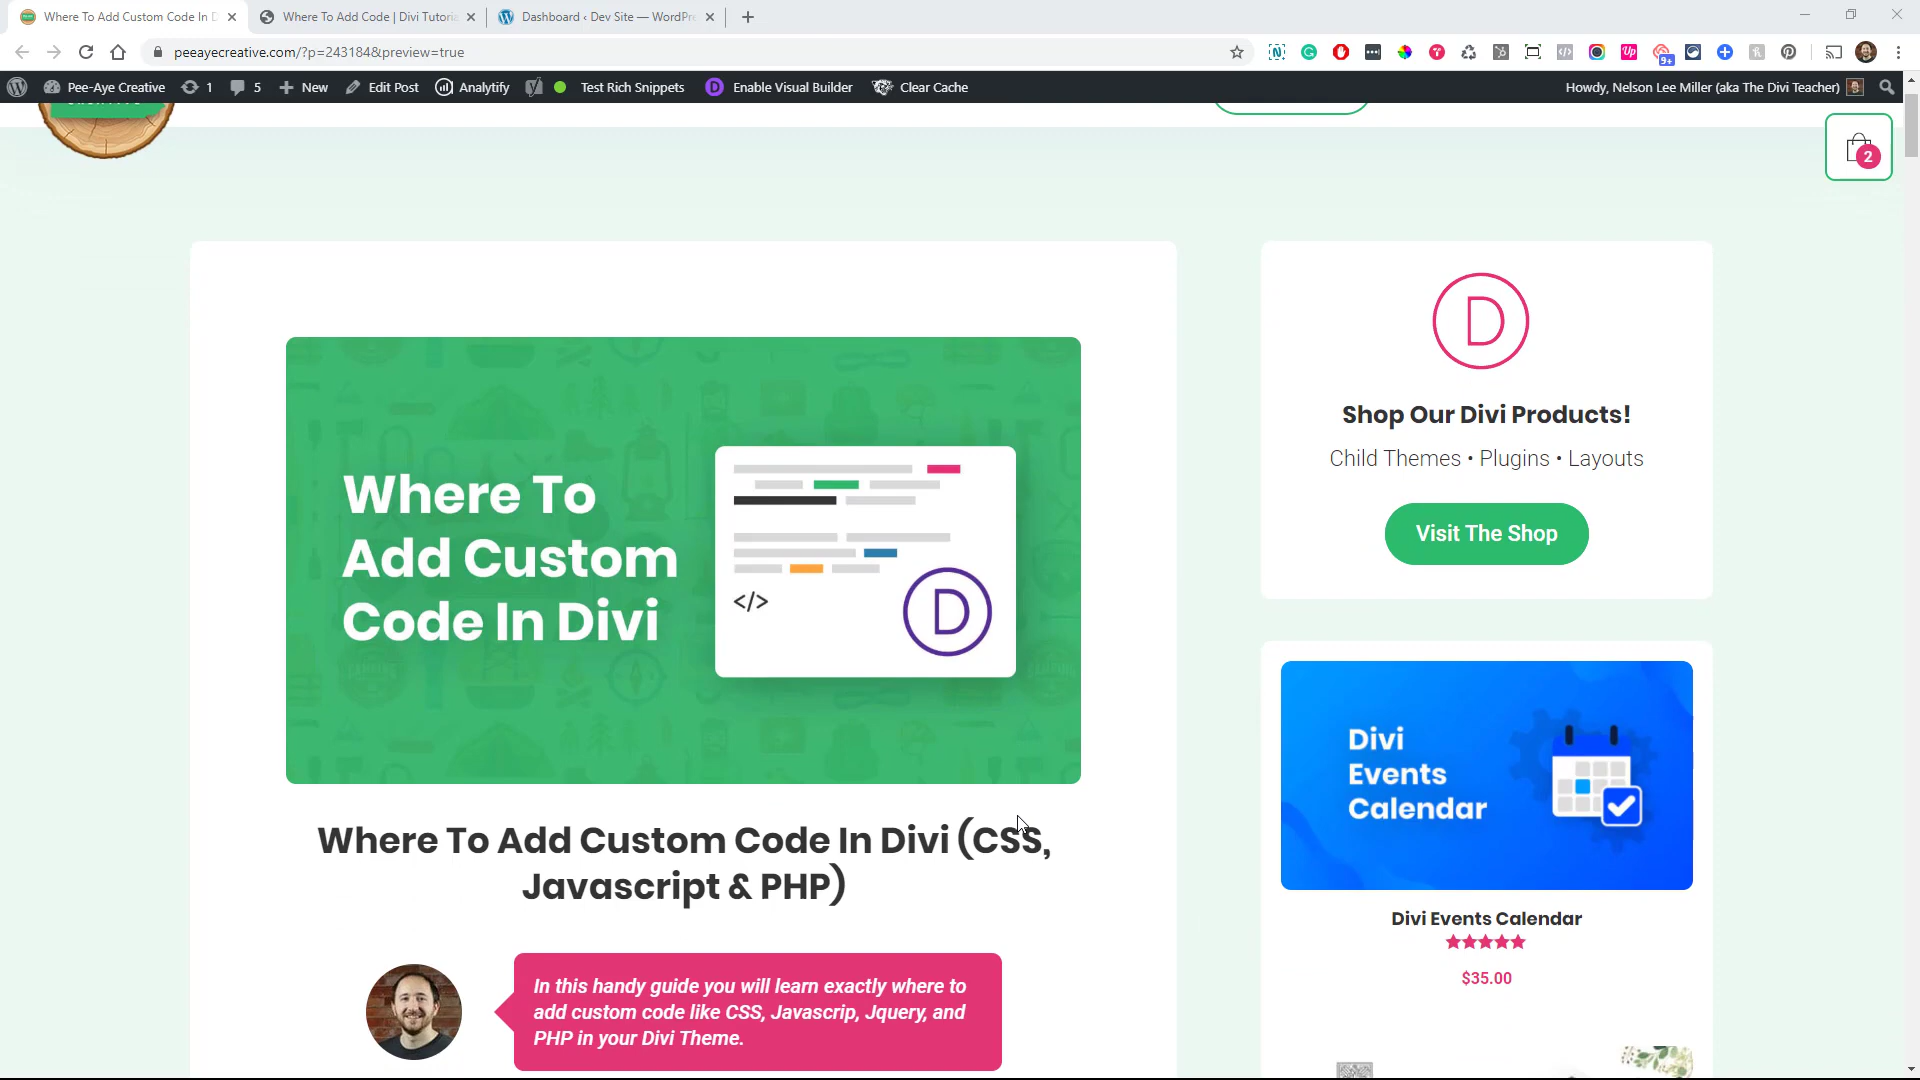 Where To Add Custom Code In D
Where To Add Code | Divi Tutoria
Dashboard ‹ Dev Site — WordPre
peeayecreative.com/?p=243184&preview=true
9+
Pee-Aye Creative
1
5
New
Edit Post
Analytify
Test Rich Snippets
Enable Visual Builder
Clear Cache
Howdy, Nelson Lee Miller (aka The Divi Teacher)
2
Where To
Add Custom
Code In Divi
</>
D
Where To Add Custom Code In Divi (CSS,
Javascript & PHP)
In this handy guide you will learn exactly where to
add custom code like CSS, Javascrip, Jquery, and
PHP in your Divi Theme.
D
Shop Our Divi Products!
Child Themes • Plugins • Layouts
Visit The Shop
Divi
Events
Calendar
Divi Events Calendar
$35.00